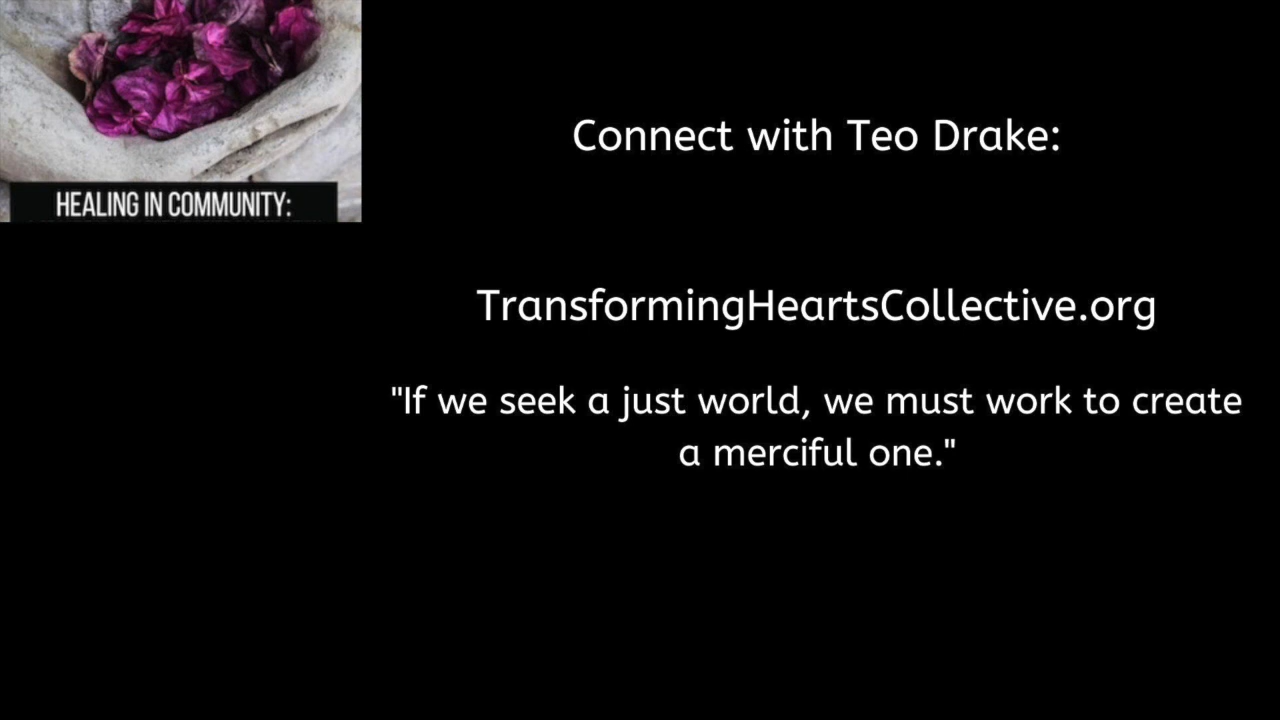 HEALING IN COMMUNITY:
Connect with Teo Drake:
TransformingHeartsCollective.org
"If we seek a just world, we must work to create
a merciful one."